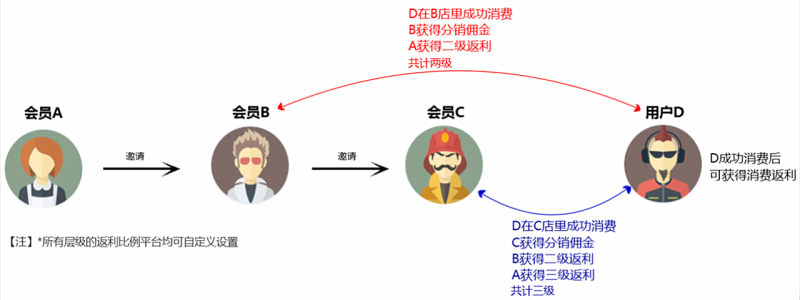 D在B店里成功消费
B获得分销佣金
A获得二级返利
共计两级
会员A
会员B
会员C
用户D
邀请
邀请
D成功消费后
可获得消费返利
D在C店里成功消费
C获得分销佣金
B获得二级返利
A获得三级返利
共计三级
【注】*所有层级的返利比例平台均可自定义设置